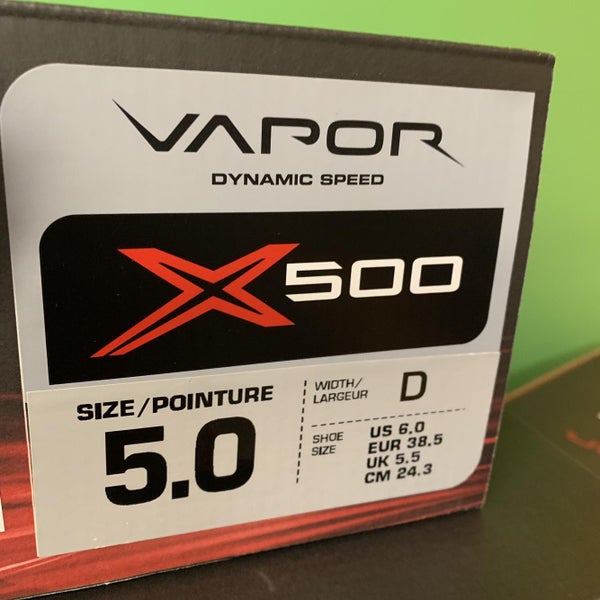 VAPOR
DYNAMIC SPEED
X500
SIZE/POINTURE
5.0
WIDTH/
LARGEUR
D
SHOE
SIZE
US 6.0
EUR 38.5
UK 5.5
CM 24.3